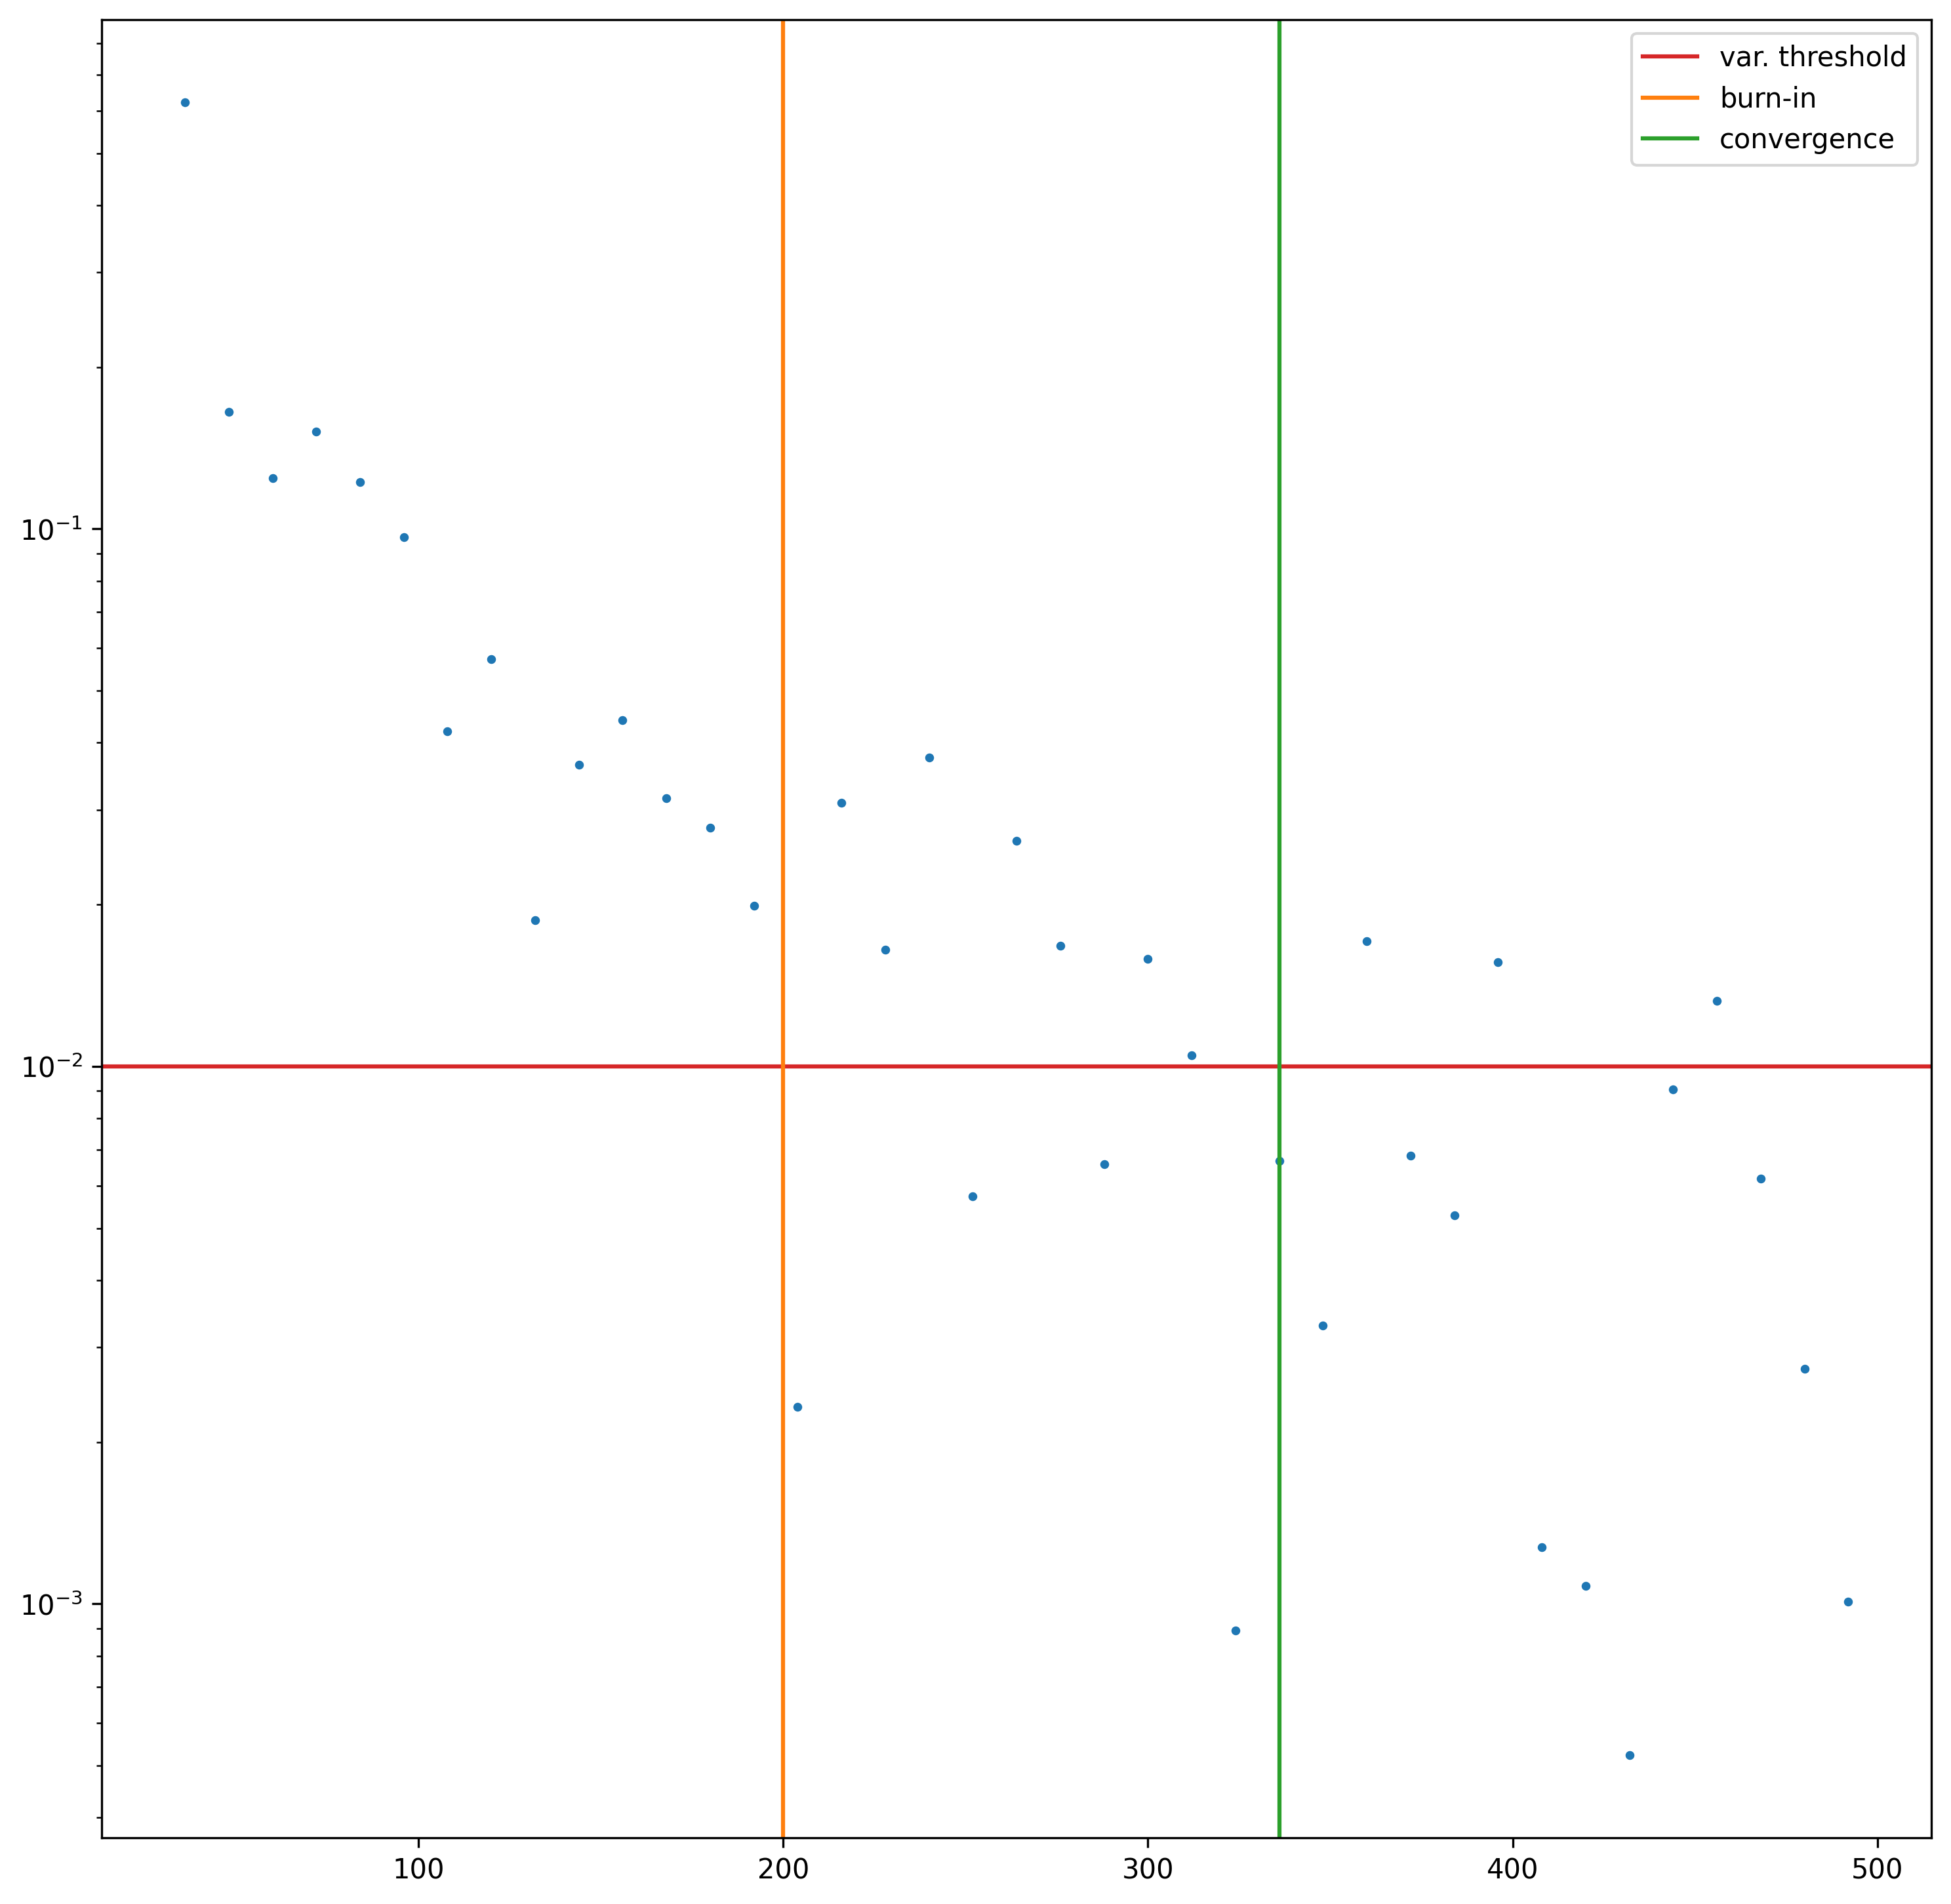 var. threshold
burn-in
convergence
10⁻¹
10⁻²
10⁻³
100 200 300 400 500